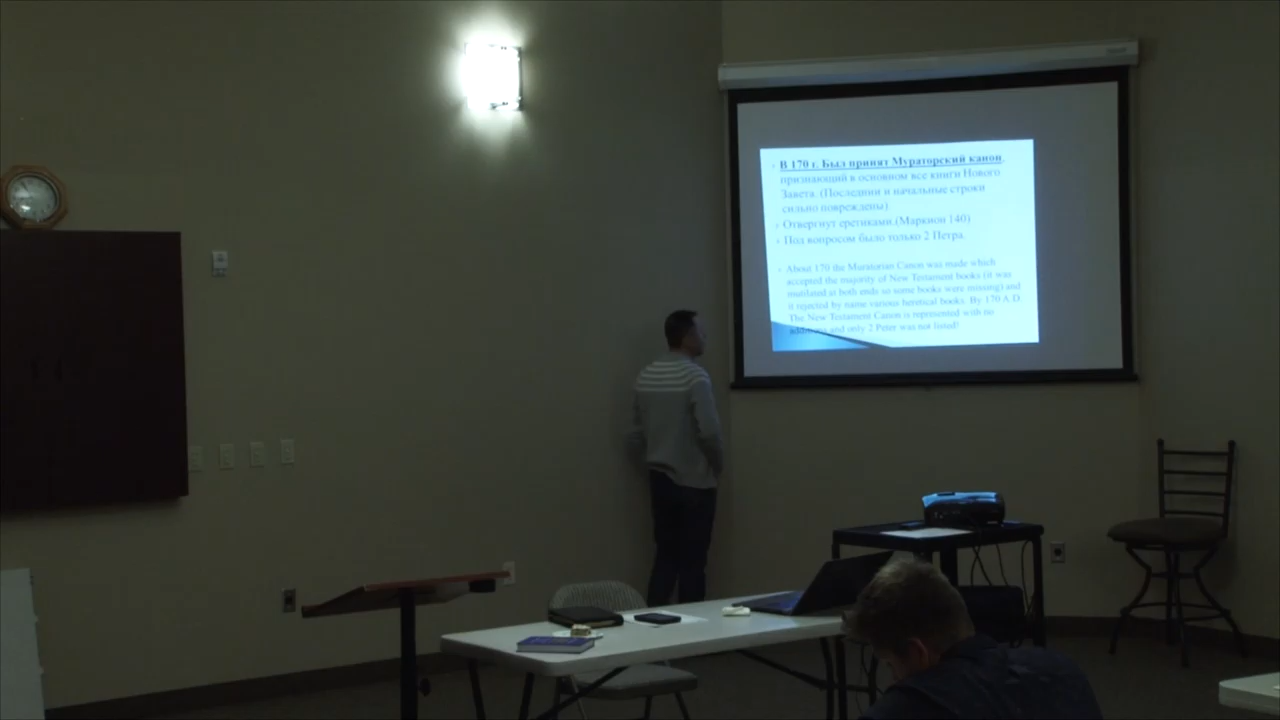 В 170 г. Был принят Мураторский канон,
признающий в основном все книги Нового
Завета. (Последнии и начальные строки
сильно повреждены)
Отвергнут еретиками.(Маркион 140)
Под вопросом было только 2 Петра.
About 170 the Muratorian Canon was made which
accepted the majority of New Testament books (it was
mutilated at both ends so some books were missing) and
it rejected by name various heretical books. By 170 A.D.
The New Testament Canon is represented with no
and only 2 Peter was not listed!